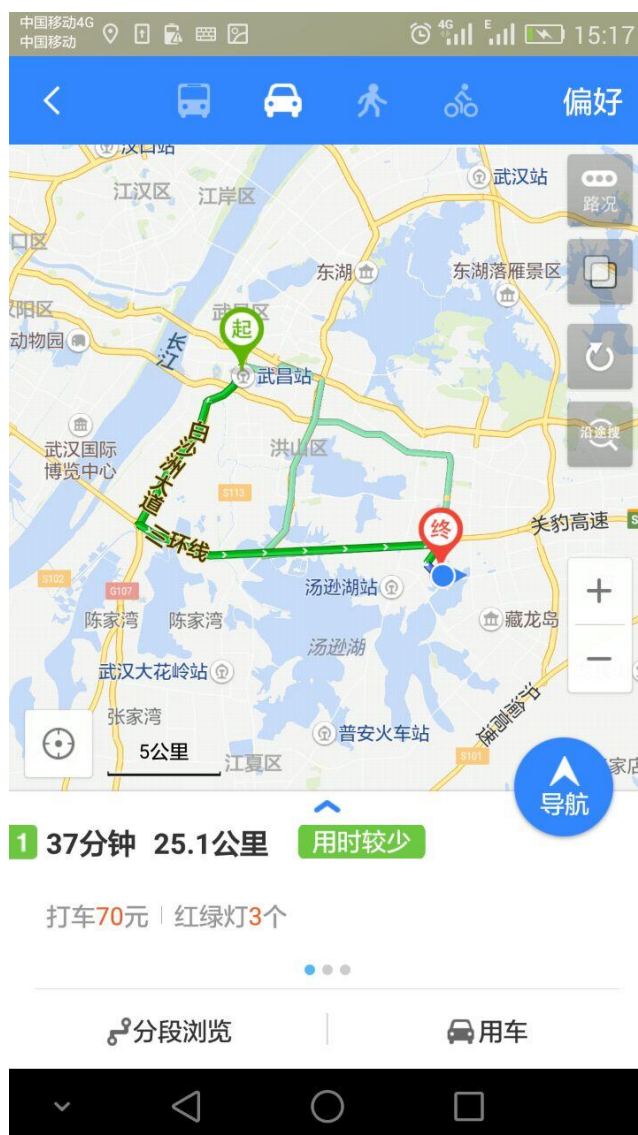 中国移动4G
中国移动
4G
E
15:17
偏好
汉口站
江汉区
江岸区
武汉站
路况
口区
东湖
东湖落雁景区
汉阳区
武昌区
起
动物园
长江
武昌站
沿途搜
武汉国际
博览中心
白沙洲大道
洪山区
S113
终
关豹高速
S
三环线
S102
G107
汤逊湖站
陈家湾
陈家湾
藏龙岛
汤逊湖
武汉大花岭站
沪渝高速
张家湾
普安火车站
5公里
江夏区
S101
家店
导航
1 37分钟 25.1公里 用时较少
打车70元 红绿灯3个
分段浏览
用车